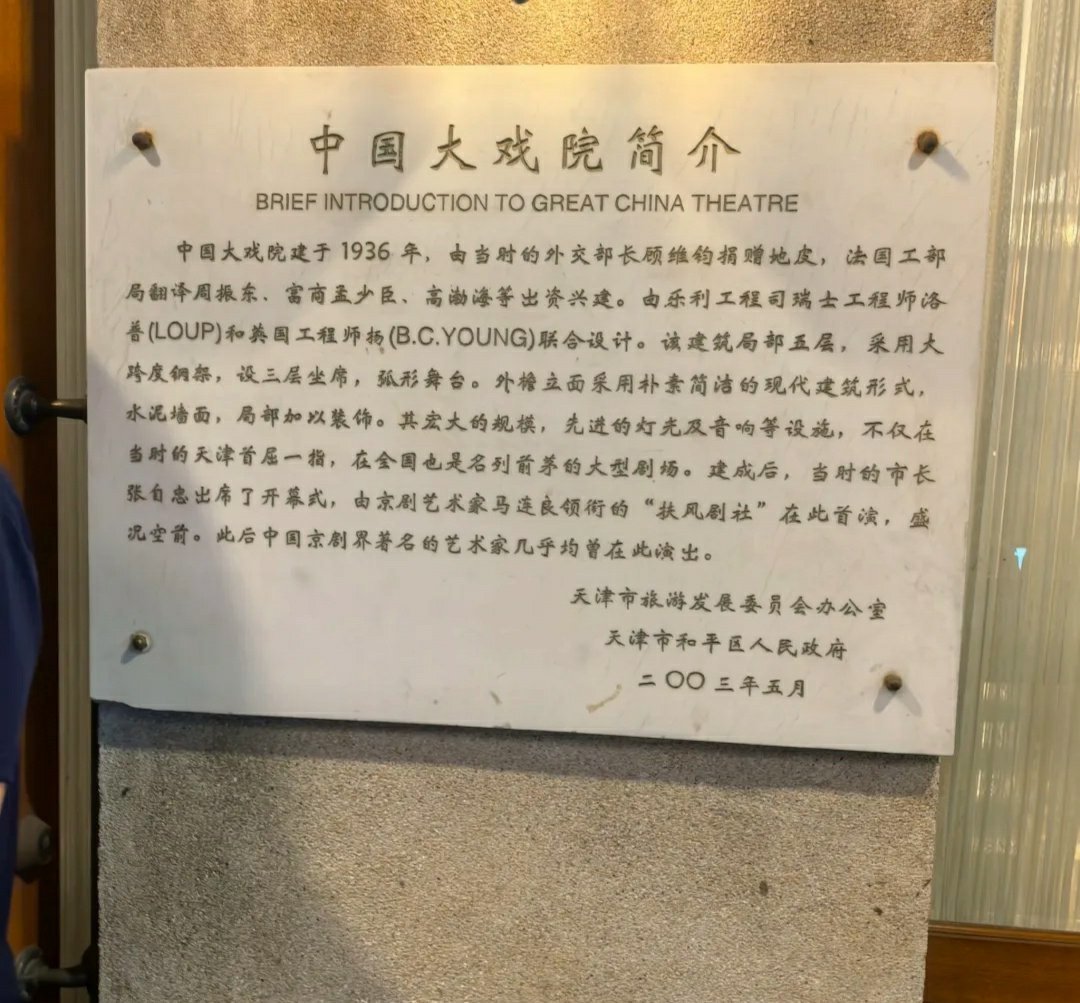 中国大戏院简介
BRIEF INTRODUCTION TO GREAT CHINA THEATRE
中国大戏院建于 1936 年，由当时的外交部长顾维钧捐赠地皮，法国工部
局翻译周振东、富商孟少臣、高渤海等出资兴建。由乐利工程司瑞士工程师洛
普(LOUP)和英国工程师扬(B.C.YOUNG)联合设计。该建筑局部五层，采用大
跨度钢架，设三层坐席，弧形舞台。外檐立面采用朴素简洁的现代建筑形式，
水泥墙面，局部加以装饰。其宏大的规模，先进的灯光及音响等设施，不仅在
当时的天津首屈一指，在全国也是名列前茅的大型剧场。建成后，当时的市长
张自忠出席了开幕式，由京剧艺术家马连良领衔的“扶风剧社”在此首演，盛
况空前。此后中国京剧界著名的艺术家几乎均曾在此演出。
天津市旅游发展委员会办公室
天津市和平区人民政府
二〇〇三年五月